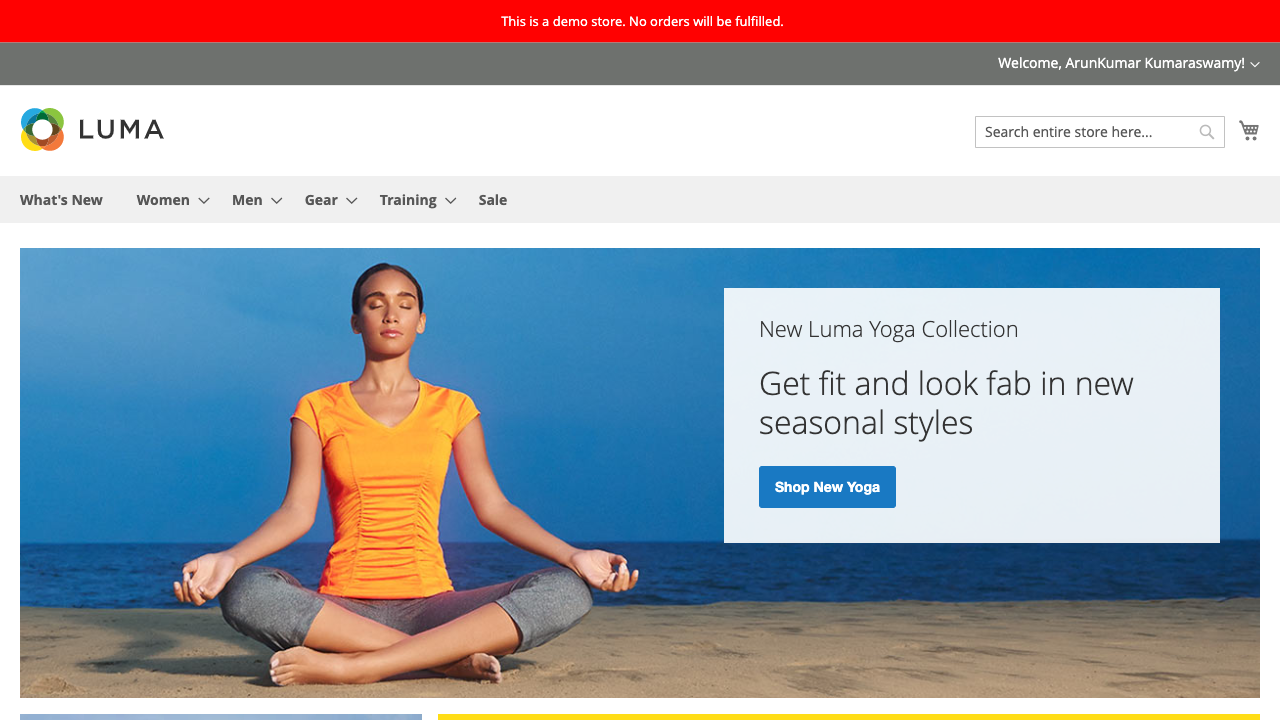 This is a demo store. No orders will be fulfilled.
Welcome, ArunKumar Kumaraswamy!
LUMA
Search entire store here...
What's New Women Men Gear Training Sale
New Luma Yoga Collection
Get fit and look fab in new
seasonal styles
Shop New Yoga